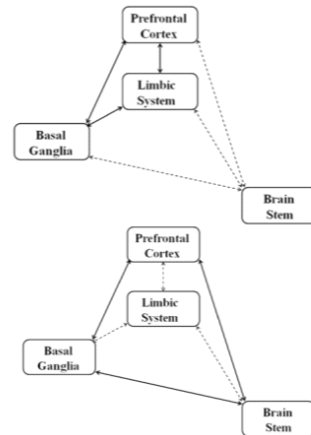 Prefrontal
Cortex
Limbic
System
Basal
Ganglia
Brain
Stem
Prefrontal
Cortex
Limbic
System
Basal
Ganglia
Brain
Stem